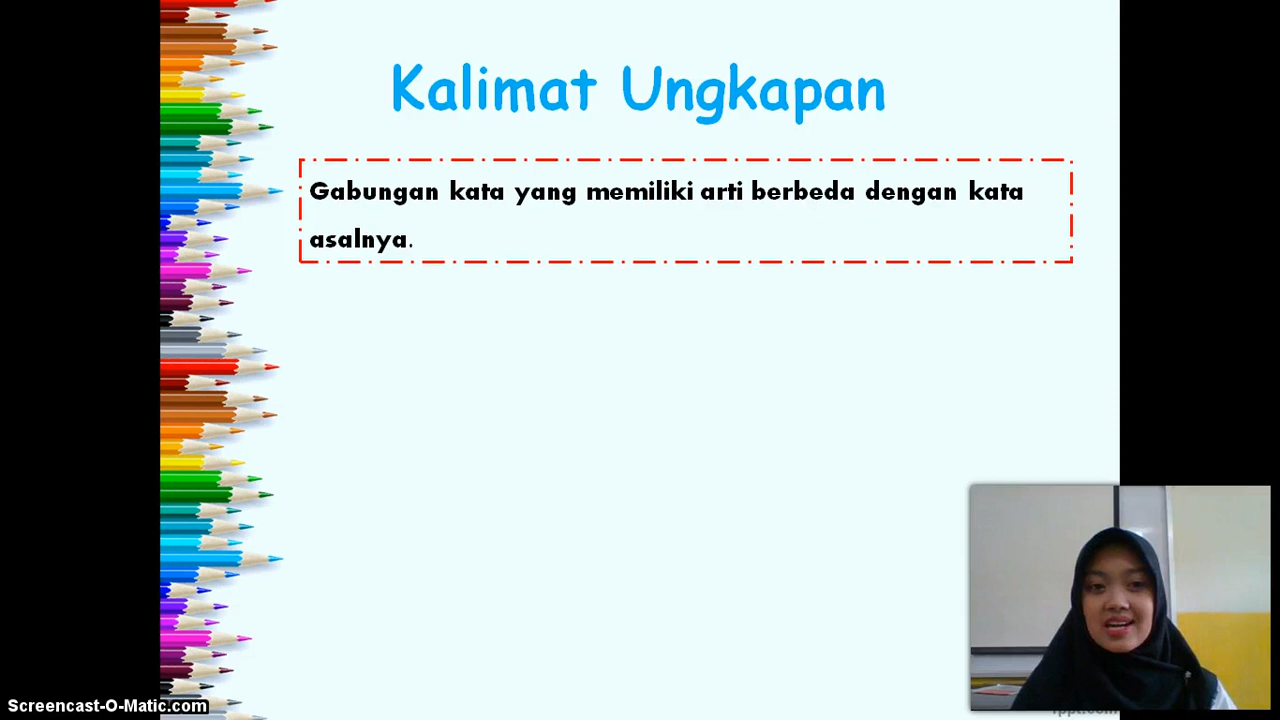 Kalimat Ungkapan
Gabungan kata yang memiliki arti berbeda dengan kata
asalnya.
Screencast-O-Matic.com